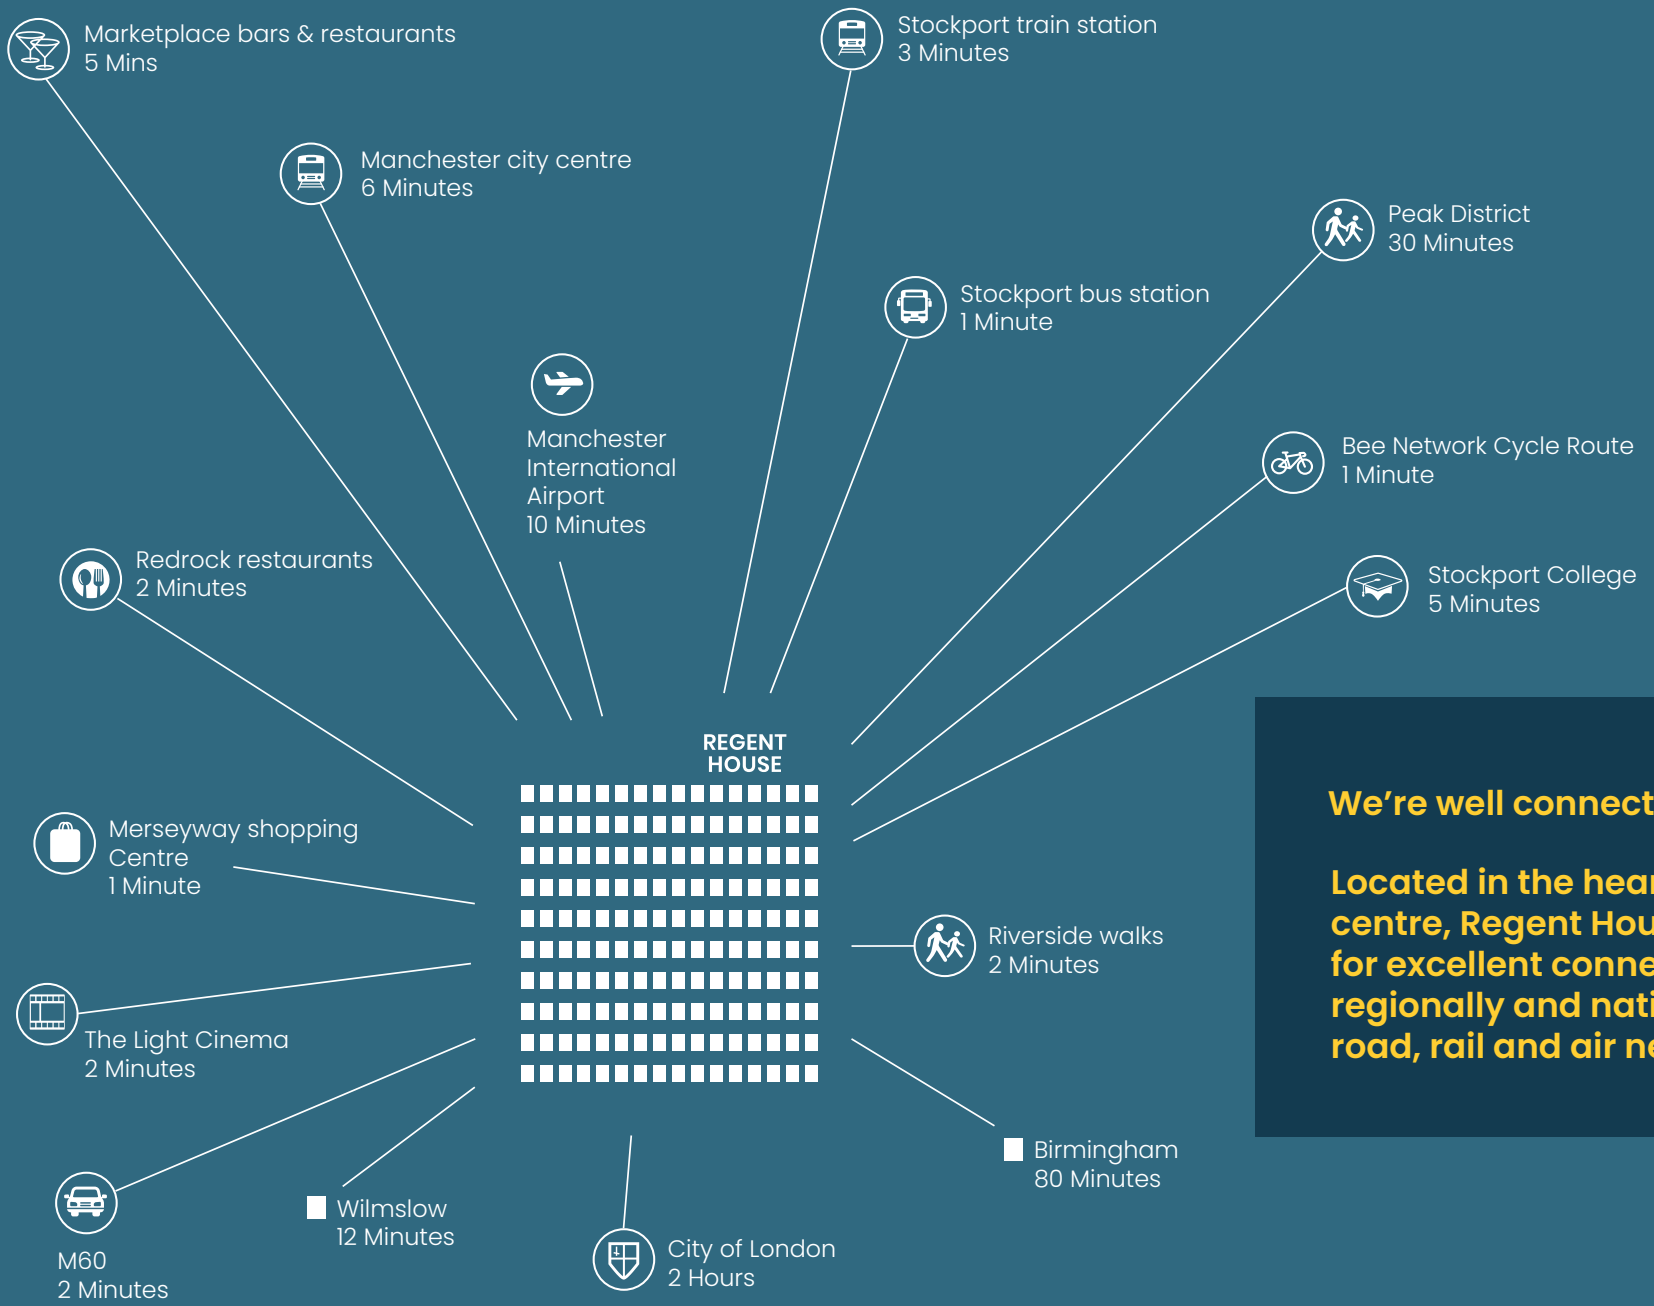 Marketplace bars & restaurants
5 Mins
Stockport train station
3 Minutes
Manchester city centre
6 Minutes
Peak District
30 Minutes
Stockport bus station
1 Minute
Manchester
International
Airport
10 Minutes
Bee Network Cycle Route
1 Minute
Redrock restaurants
2 Minutes
Stockport College
5 Minutes
REGENT
HOUSE
Merseyway shopping
Centre
1 Minute
We're well connect
Located in the hear
centre, Regent Hou
for excellent conne
regionally and nati
road, rail and air ne
Riverside walks
2 Minutes
The Light Cinema
2 Minutes
Birmingham
80 Minutes
Wilmslow
12 Minutes
City of London
2 Hours
M60
2 Minutes